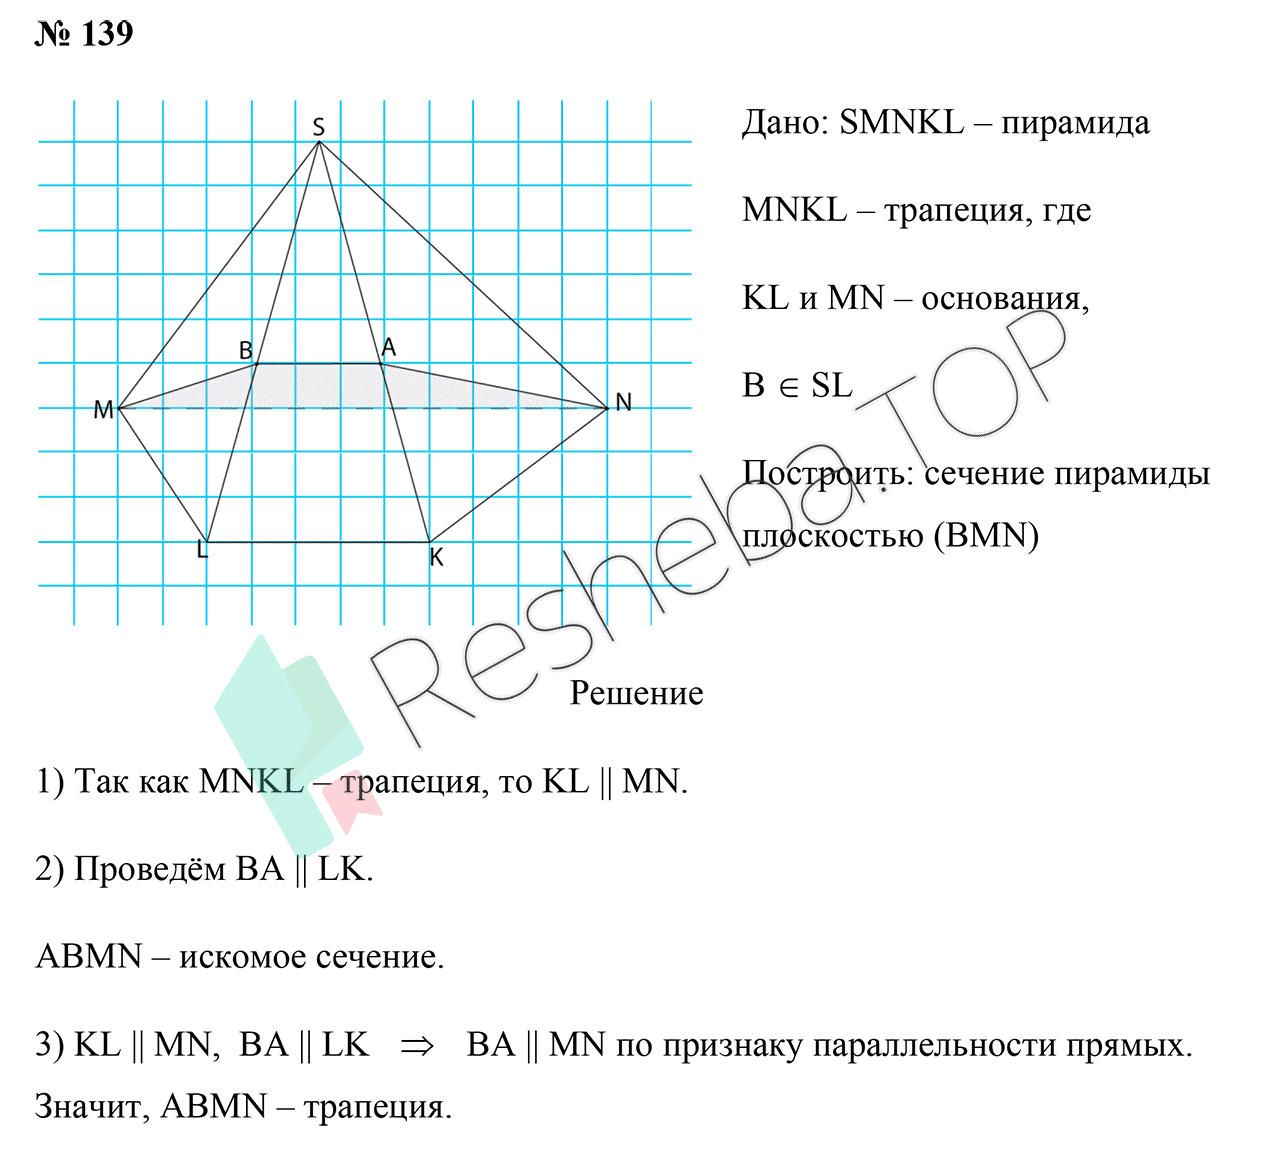 № 139
S
B
A
M
N
L
K
Дано: SMNKL – пирамида
MNKL – трапеция, где
KL и MN – основания,
B ∈ SL
Построить: сечение пирамиды
плоскостью (BMN)
Resheba.TOP
Решение
1) Так как MNKL – трапеция, то KL || MN.
2) Проведём BA || LK.
ABMN – искомое сечение.
3) KL || MN, BA || LK ⇒ BA || MN по признаку параллельности прямых.
Значит, ABMN – трапеция.